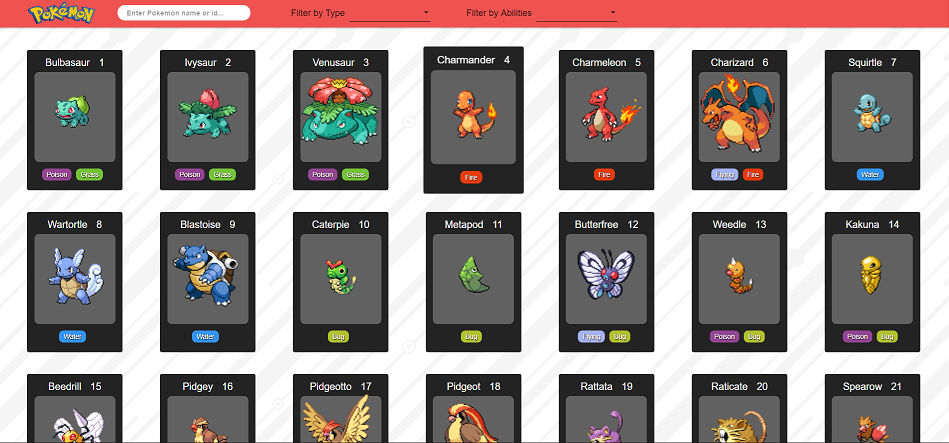 POKéMON Enter Pokemon name or id... Filter by Type Filter by Abilities
Bulbasaur 1 Ivysaur 2 Venusaur 3 Charmander 4 Charmeleon 5 Charizard 6 Squirtle 7
Poison Grass Poison Grass Poison Grass Fire Fire Flying Fire Water
Wartortle 8 Blastoise 9 Caterpie 10 Metapod 11 Butterfree 12 Weedle 13 Kakuna 14
Water Water Bug Bug Flying Bug Poison Bug Poison Bug
Beedrill 15 Pidgey 16 Pidgeotto 17 Pidgeot 18 Rattata 19 Raticate 20 Spearow 21